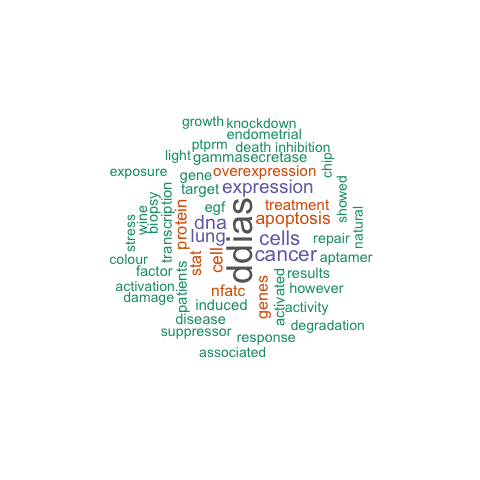 growth
knockdown
endometrial
ptprm
death
inhibition
light
gammasecretase
chip
exposure
gene
overexpression
target
expression
biopsy
wine
stress
transcription
protein
egf
ddias
treatment
showed
natural
dna
apoptosis
lung
cells
repair
colour
stat
cell
cancer
aptamer
factor
results
activation
patients
nfatc
genes
activated
however
damage
induced
activity
disease
degradation
suppressor
response
associated